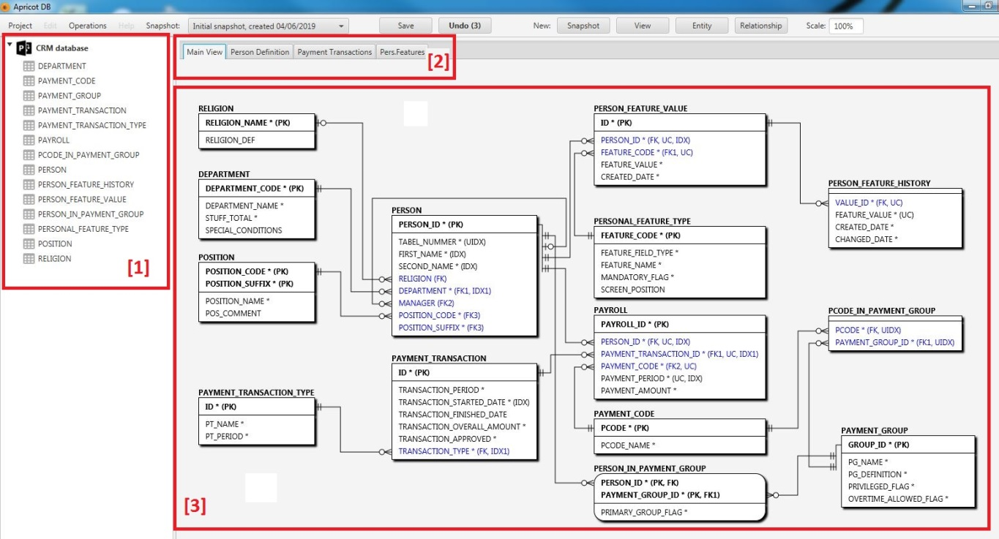 Apricot DB
Project Edit Operations Help Snapshot: Initial snapshot, created 04/06/2019 Save Undo (3) New: Snapshot View Entity Relationship Scale: 100%
CRM database
DEPARTMENT
PAYMENT_CODE
PAYMENT_GROUP
PAYMENT_TRANSACTION
PAYMENT_TRANSACTION_TYPE
PAYROLL
PCODE_IN_PAYMENT_GROUP
PERSON
PERSON_FEATURE_HISTORY
PERSON_FEATURE_VALUE
PERSON_IN_PAYMENT_GROUP
PERSONAL_FEATURE_TYPE
POSITION
RELIGION
[1]
Main View Person Definition Payment Transactions Pers.Features
[2]
RELIGION
RELIGION_NAME * (PK)
RELIGION_DEF
DEPARTMENT
DEPARTMENT_CODE * (PK)
DEPARTMENT_NAME *
STUFF_TOTAL *
SPECIAL_CONDITIONS
POSITION
POSITION_CODE * (PK)
POSITION_SUFFIX * (PK)
POSITION_NAME *
POS_COMMENT
PAYMENT_TRANSACTION_TYPE
ID * (PK)
PT_NAME *
PT_PERIOD *
PERSON
PERSON_ID * (PK)
TABEL_NUMMER * (UIDX)
FIRST_NAME * (IDX)
SECOND_NAME * (IDX)
RELIGION (FK)
DEPARTMENT * (FK1, IDX1)
MANAGER (FK2)
POSITION_CODE * (FK3)
POSITION_SUFFIX * (FK3)
PAYMENT_TRANSACTION
ID * (PK)
TRANSACTION_PERIOD *
TRANSACTION_STARTED_DATE * (IDX)
TRANSACTION_FINISHED_DATE
TRANSACTION_OVERALL_AMOUNT *
TRANSACTION_APPROVED *
TRANSACTION_TYPE * (FK, IDX1)
PERSON_FEATURE_VALUE
ID * (PK)
PERSON_ID * (FK, UC, IDX)
FEATURE_CODE * (FK1, UC)
FEATURE_VALUE *
CREATED_DATE *
PERSONAL_FEATURE_TYPE
FEATURE_CODE * (PK)
FEATURE_FIELD_TYPE *
FEATURE_NAME *
MANDATORY_FLAG *
SCREEN_POSITION
PAYROLL
PAYROLL_ID * (PK)
PERSON_ID * (FK, UC, IDX)
PAYMENT_TRANSACTION_ID * (FK1, UC, IDX1)
PAYMENT_CODE * (FK2, UC)
PAYMENT_PERIOD * (UC, IDX)
PAYMENT_AMOUNT *
PAYMENT_CODE
PCODE * (PK)
PCODE_NAME *
PERSON_IN_PAYMENT_GROUP
PERSON_ID * (PK, FK)
PAYMENT_GROUP_ID * (PK, FK1)
PRIMARY_GROUP_FLAG *
PERSON_FEATURE_HISTORY
VALUE_ID * (FK, UC)
FEATURE_VALUE * (UC)
CREATED_DATE *
CHANGED_DATE *
PCODE_IN_PAYMENT_GROUP
PCODE * (FK, UIDX)
PAYMENT_GROUP_ID * (FK1, UIDX)
PAYMENT_GROUP
GROUP_ID * (PK)
PG_NAME *
PG_DEFINITION *
PRIVILEGED_FLAG *
OVERTIME_ALLOWED_FLAG *
[3]